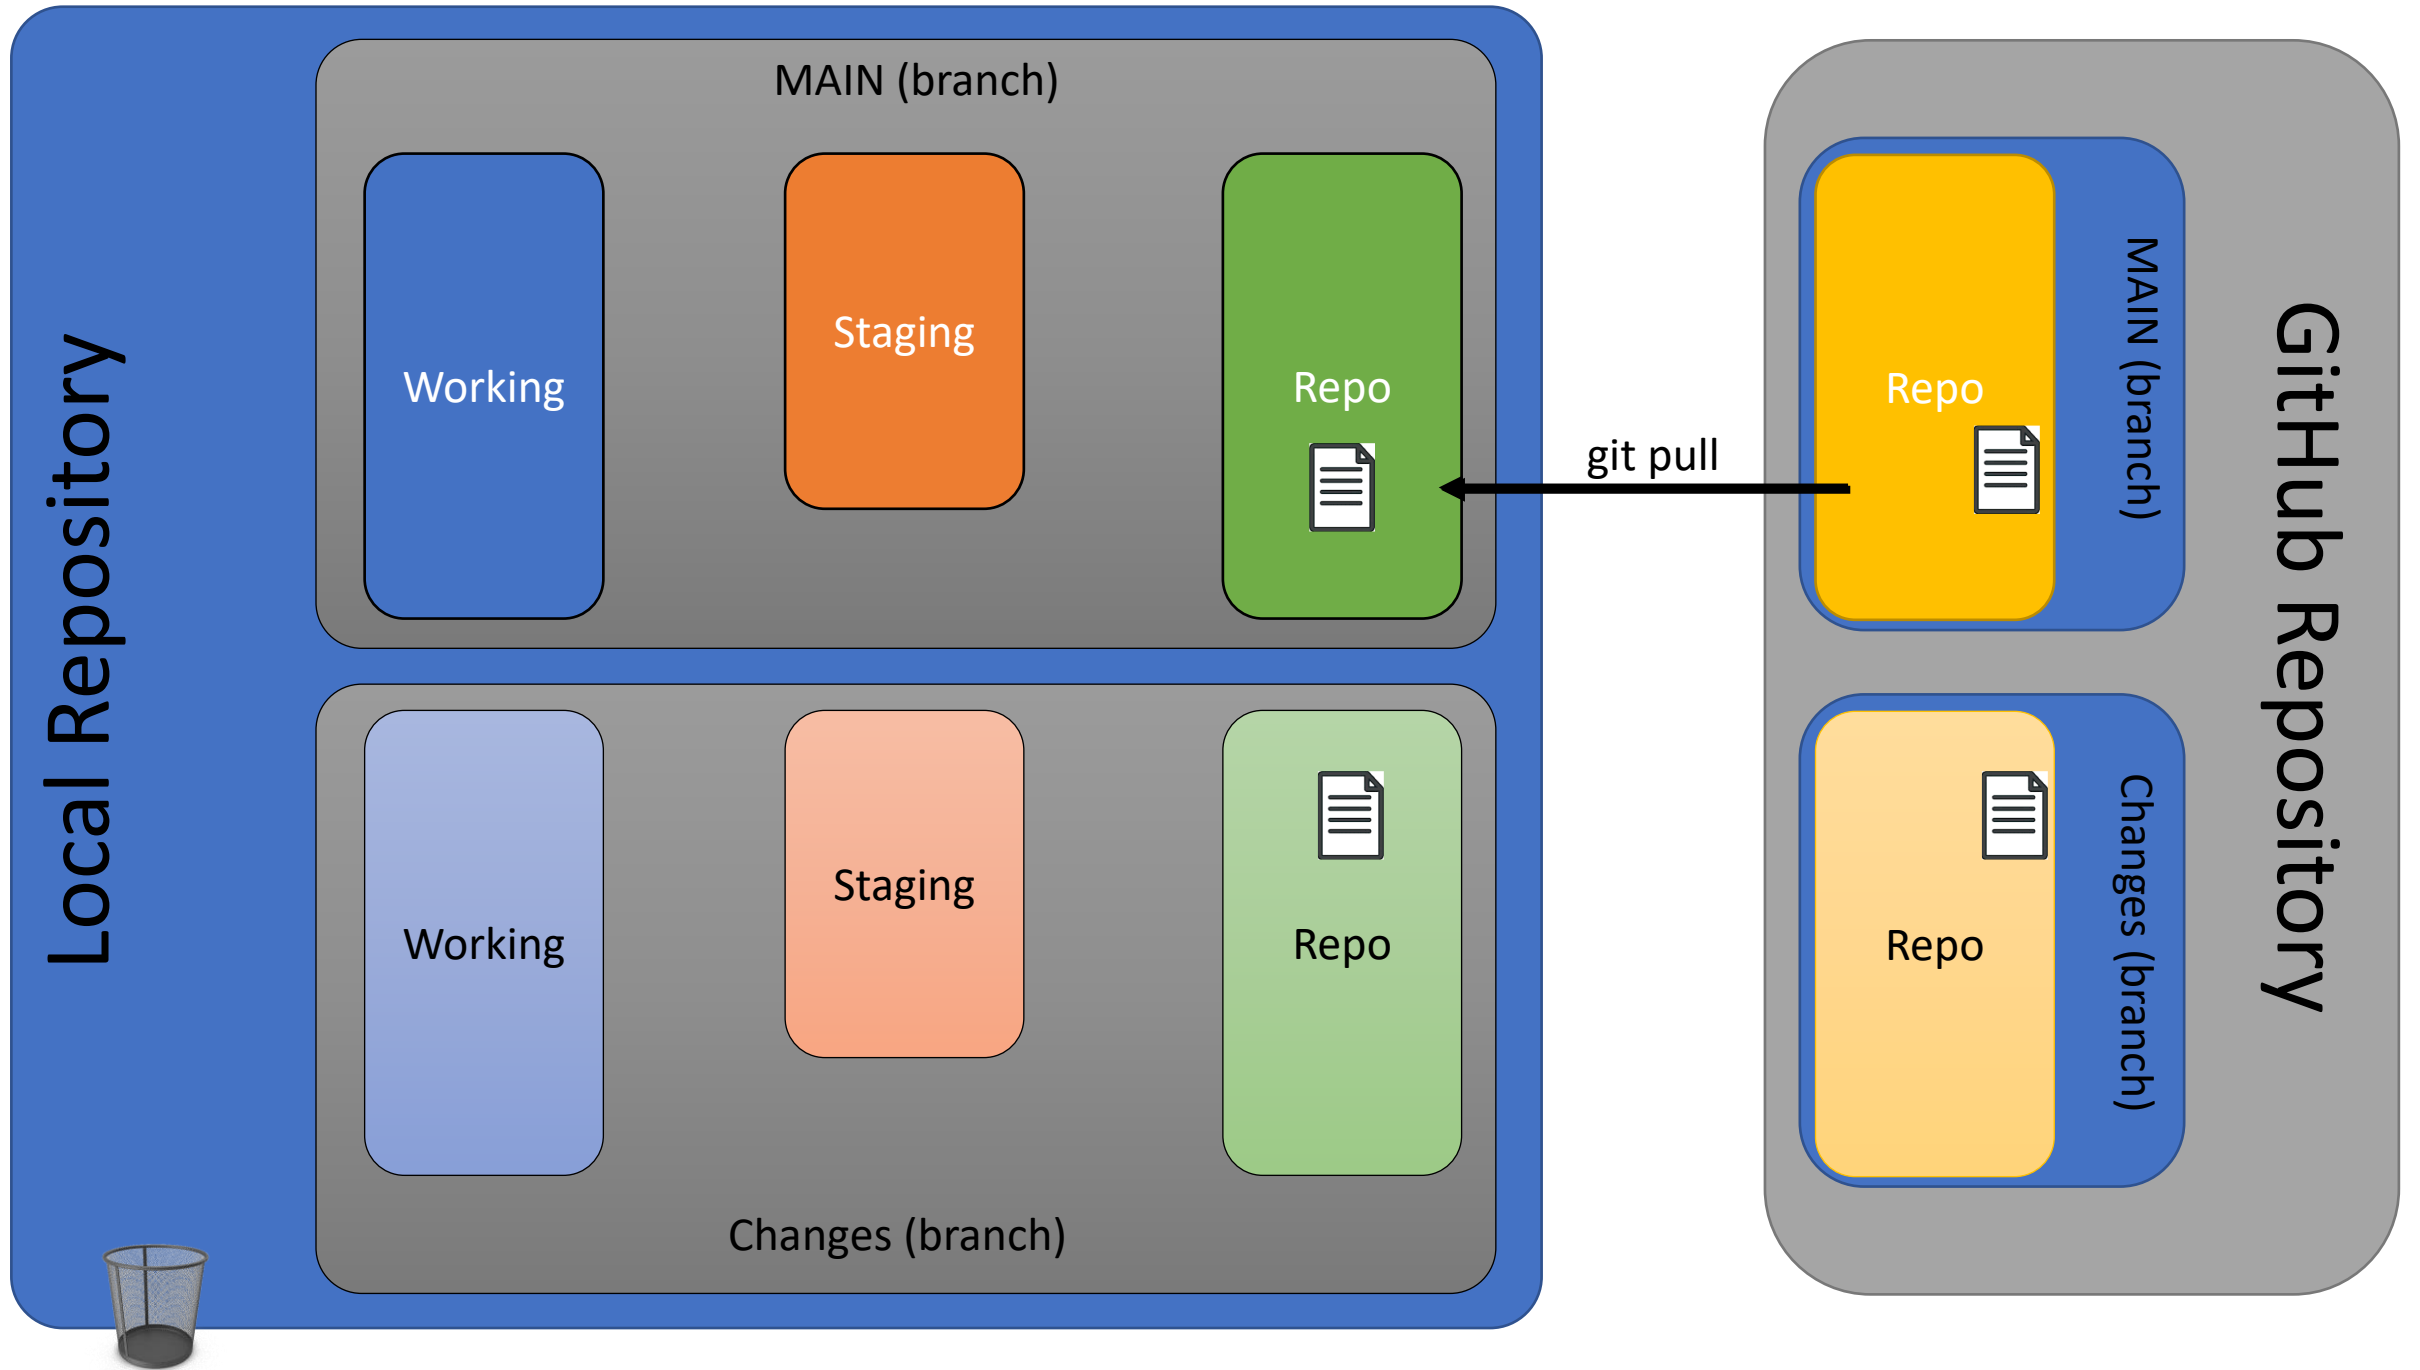 Local Repository
MAIN (branch)
Working
Staging
Repo
git pull
Repo
MAIN (branch)
GitHub Repository
Working
Staging
Repo
Changes (branch)
Repo
Changes (branch)